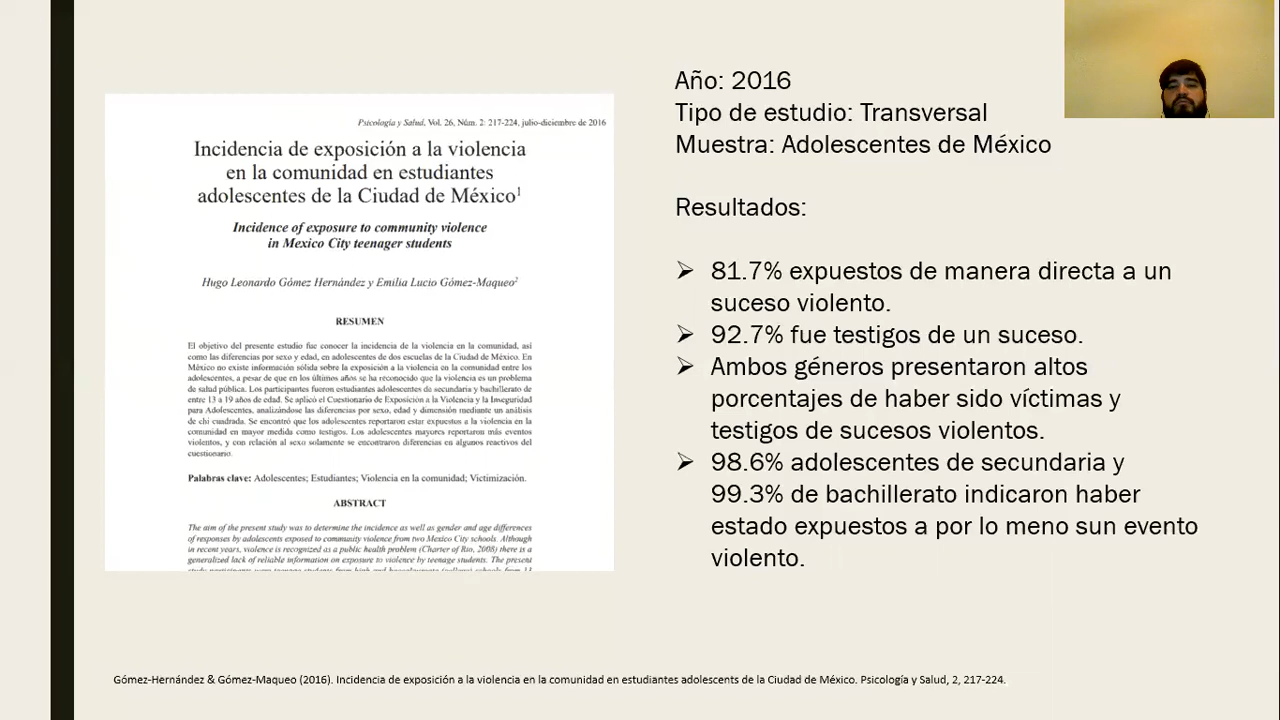 Psicología y Salud, Vol. 26, Núm. 2: 217-224, julio-diciembre de 2016
Incidencia de exposición a la violencia
en la comunidad en estudiantes
adolescentes de la Ciudad de México¹
Incidence of exposure to community violence
in Mexico City teenager students
Hugo Leonardo Gómez Hernández y Emilia Lucio Gómez-Maqueo²
RESUMEN
El objetivo del presente estudio fue conocer la incidencia de la violencia en la comunidad, así
como las diferencias por sexo y edad, en adolescentes de dos escuelas de la Ciudad de México. En
México no existe información sólida sobre la exposición a la violencia en la comunidad entre los
adolescentes, a pesar de que en los últimos años se ha reconocido que la violencia es un problema
de salud pública. Los participantes fueron estudiantes adolescentes de secundaria y bachillerato de
entre 13 a 19 años de edad. Se aplicó el Cuestionario de Exposición a la Violencia y la Inseguridad
para Adolescentes, analizándose las diferencias por sexo, edad y dimensión mediante un análisis
de chi cuadrada. Se encontró que los adolescentes reportaron estar expuestos a la violencia en la
comunidad en mayor medida como testigos. Los adolescentes mayores reportaron más eventos
violentos, y con relación al sexo solamente se encontraron diferencias en algunos reactivos del
cuestionario.
Palabras clave: Adolescentes; Estudiantes; Violencia en la comunidad; Victimización.
ABSTRACT
The aim of the present study was to determine the incidence as well as gender and age differences
of responses by adolescents exposed to community violence from two Mexico City schools. Although
in recent years, violence is recognized as a public health problem (Charter of Rio, 2008) there is a
generalized lack of reliable information on exposure to violence by teenage students. The present
Año: 2016
Tipo de estudio: Transversal
Muestra: Adolescentes de México
Resultados:
➢ 81.7% expuestos de manera directa a un
suceso violento.
➢ 92.7% fue testigos de un suceso.
➢ Ambos géneros presentaron altos
porcentajes de haber sido víctimas y
testigos de sucesos violentos.
➢ 98.6% adolescentes de secundaria y
99.3% de bachillerato indicaron haber
estado expuestos a por lo meno sun evento
violento.
Gómez-Hernández & Gómez-Maqueo (2016). Incidencia de exposición a la violencia en la comunidad en estudiantes adolescents de la Ciudad de México. Psicología y Salud, 2, 217-224.